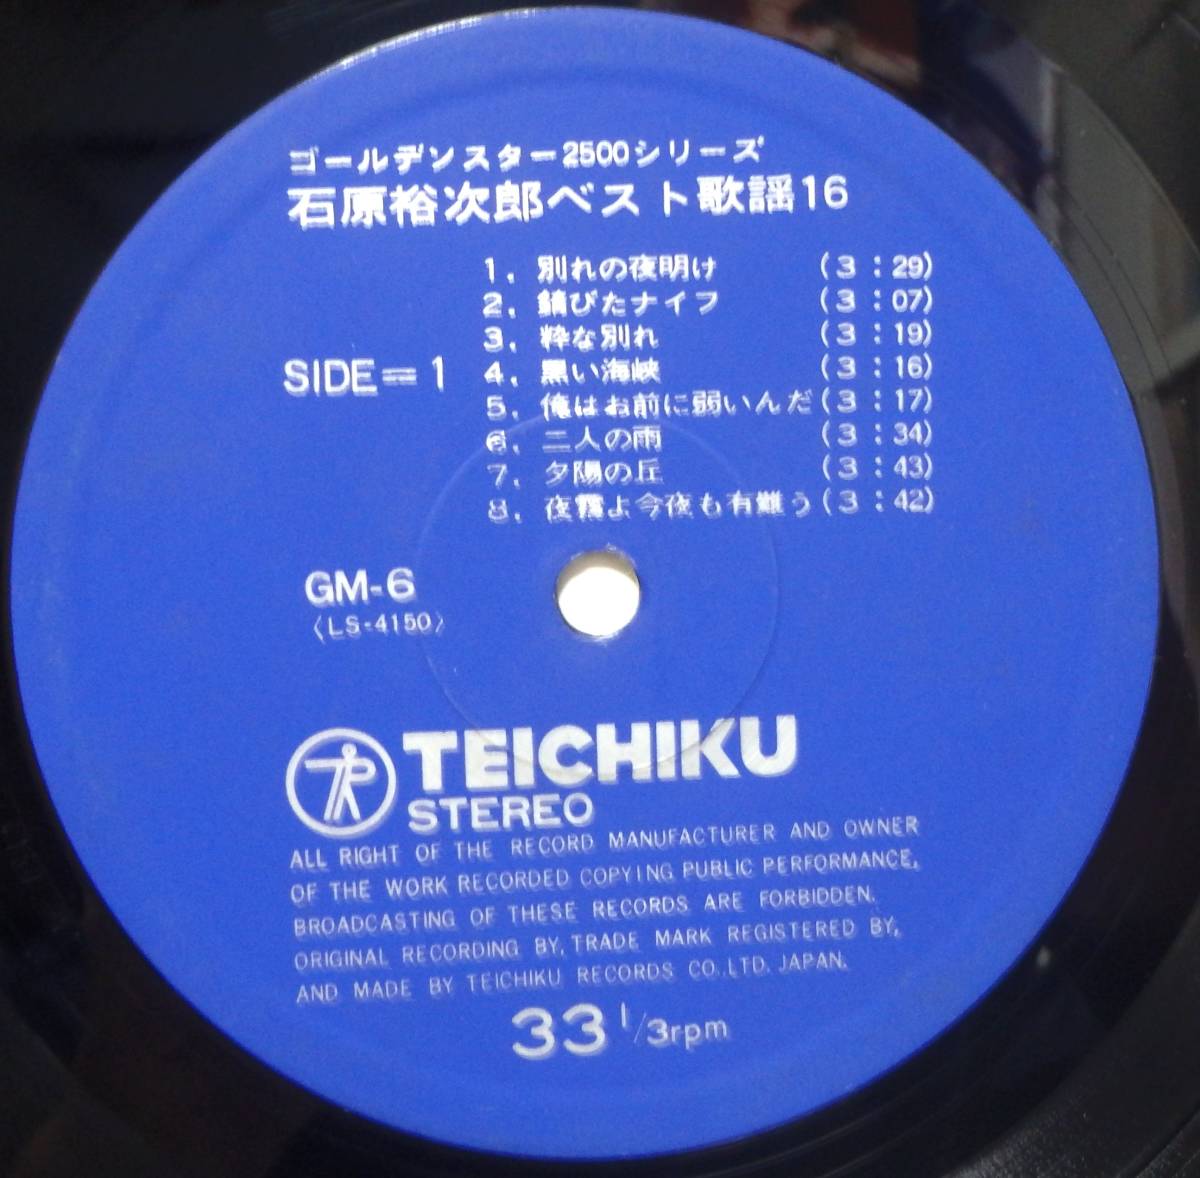 ゴールデンスター2500シリーズ
石原裕次郎ベスト歌謡16
SIDE=1
1. 別れの夜明け (3:29)
2. 錆びたナイフ (3:07)
3. 粋な別れ (3:19)
4. 黒い海峡 (3:16)
5. 俺はお前に弱いんだ (3:17)
6. 二人の雨 (3:34)
7. 夕陽の丘 (3:43)
8. 夜霧よ今夜も有難う (3:42)
GM-6
〈LS-4150〉
TEICHIKU
STEREO
ALL RIGHT OF THE RECORD MANUFACTURER AND OWNER
OF THE WORK RECORDED COPYING PUBLIC PERFORMANCE,
BROADCASTING OF THESE RECORDS ARE FORBIDDEN.
ORIGINAL RECORDING BY, TRADE MARK REGISTERED BY,
AND MADE BY TEICHIKU RECORDS CO.,LTD. JAPAN.
33 1/3rpm